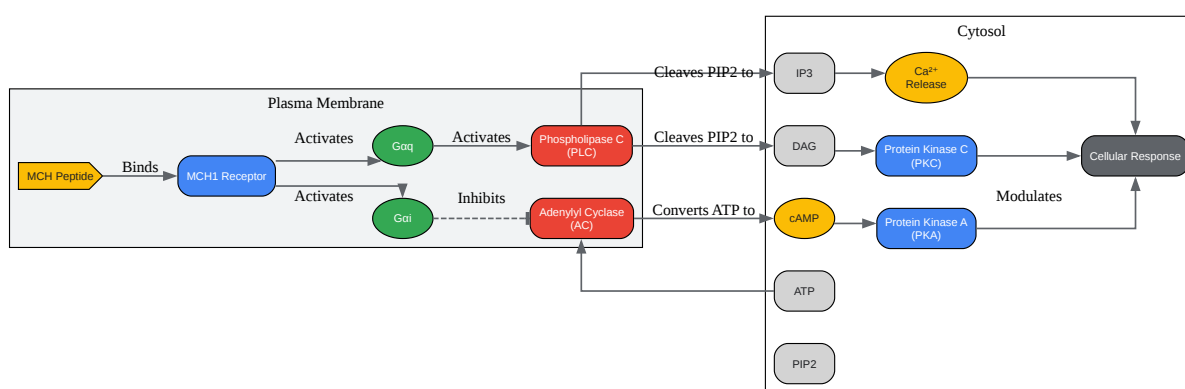 Cytosol
Cleaves PIP2 to
IP3
Ca²⁺
Release
Plasma Membrane
Activates
Gαq
Activates
Phospholipase C
(PLC)
Cleaves PIP2 to
DAG
Protein Kinase C
(PKC)
Cellular Response
MCH Peptide
Binds
MCH1 Receptor
Activates
Gαi
Inhibits
Adenylyl Cyclase
(AC)
Converts ATP to
cAMP
Protein Kinase A
(PKA)
Modulates
ATP
PIP2